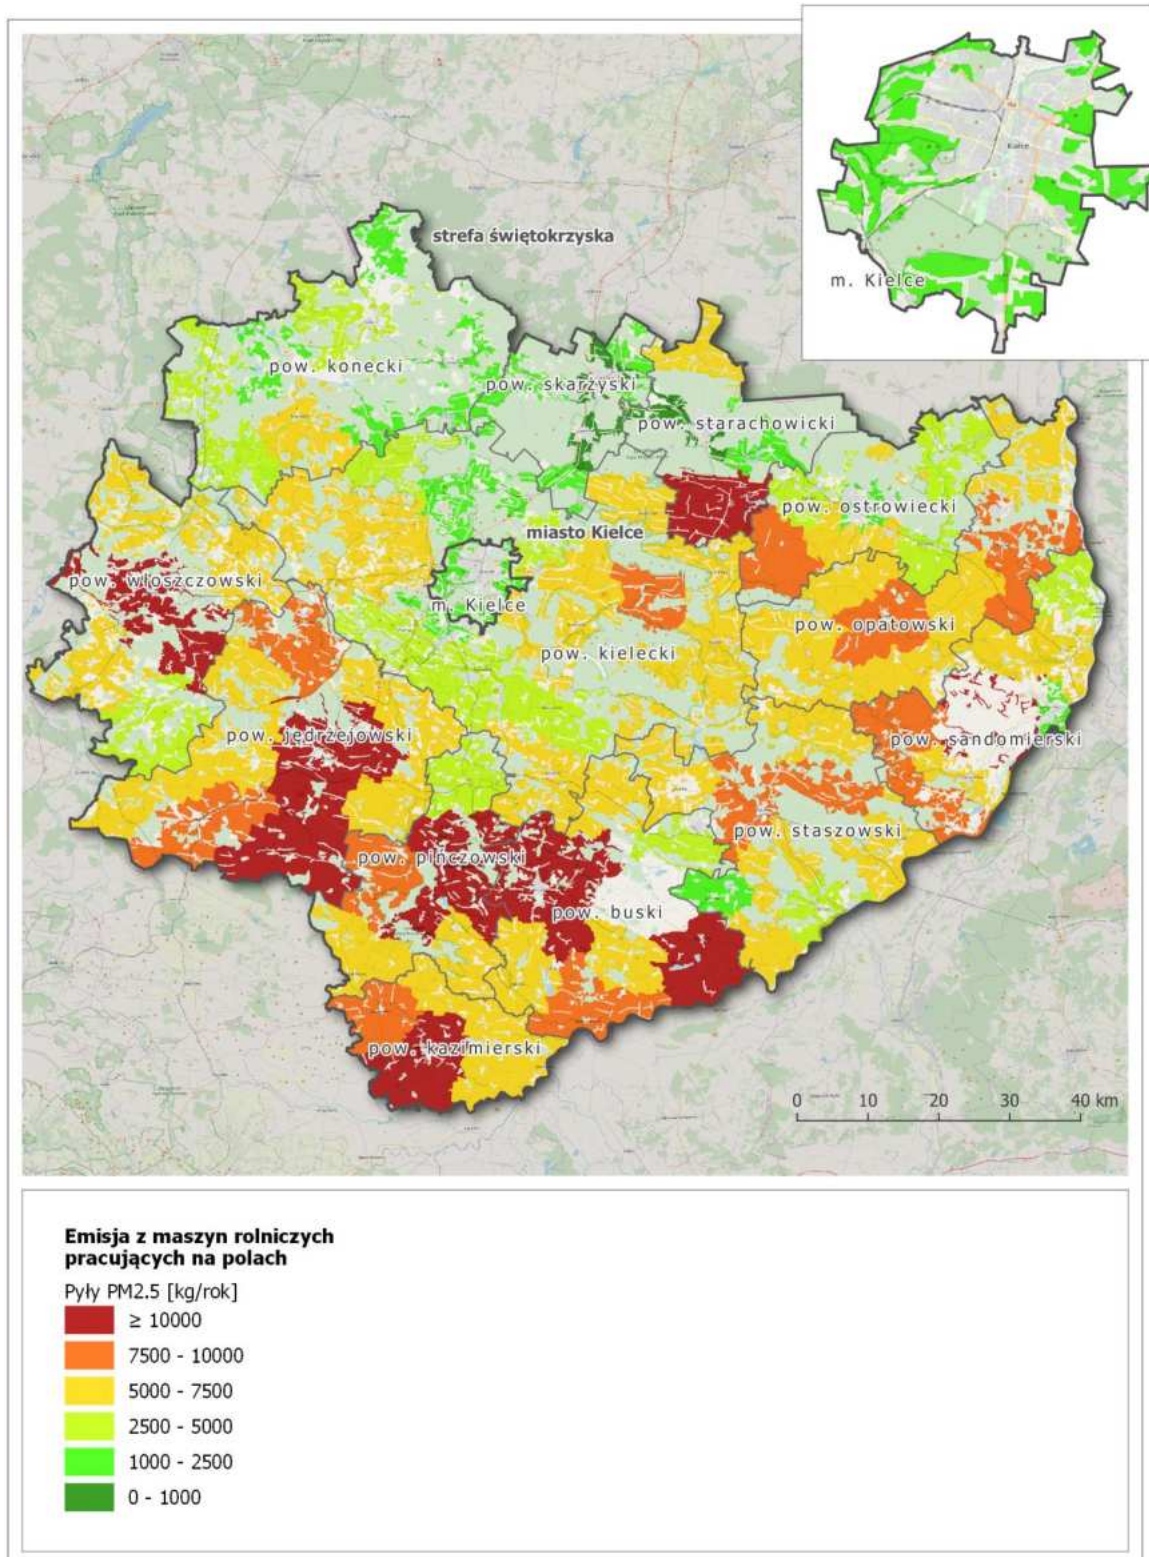 Kielce
m. Kielce
strefa świętokrzyska
pow. konecki
pow. skarżyski
pow. starachowicki
pow. ostrowiecki
miasto Kielce
pow. włoszczowski
m. Kielce
pow. opatowski
pow. kielecki
pow. jędrzejowski
pow. sandomierski
pow. staszowski
pow. pińczowski
pow. buski
pow. kazimierski
0 10 20 30 40 km
Emisja z maszyn rolniczych
pracujących na polach
Pyły PM2.5 [kg/rok]
≥ 10000
7500 - 10000
5000 - 7500
2500 - 5000
1000 - 2500
0 - 1000